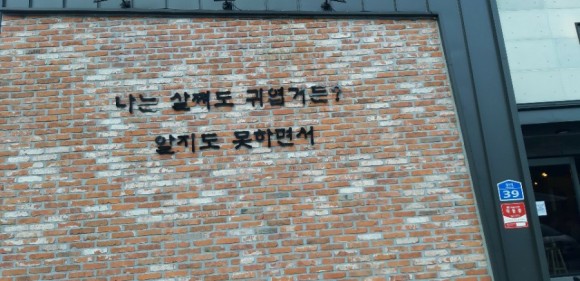 나는 살쪄도 귀엽거든?
알지도 못하면서
39